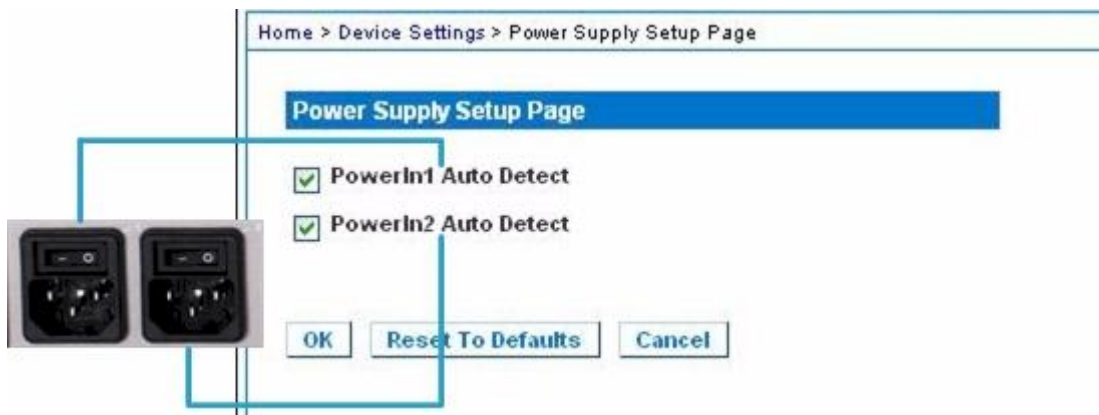 Home > Device Settings > Power Supply Setup Page
Power Supply Setup Page
PowerIn1 Auto Detect
PowerIn2 Auto Detect
OK
Reset To Defaults
Cancel